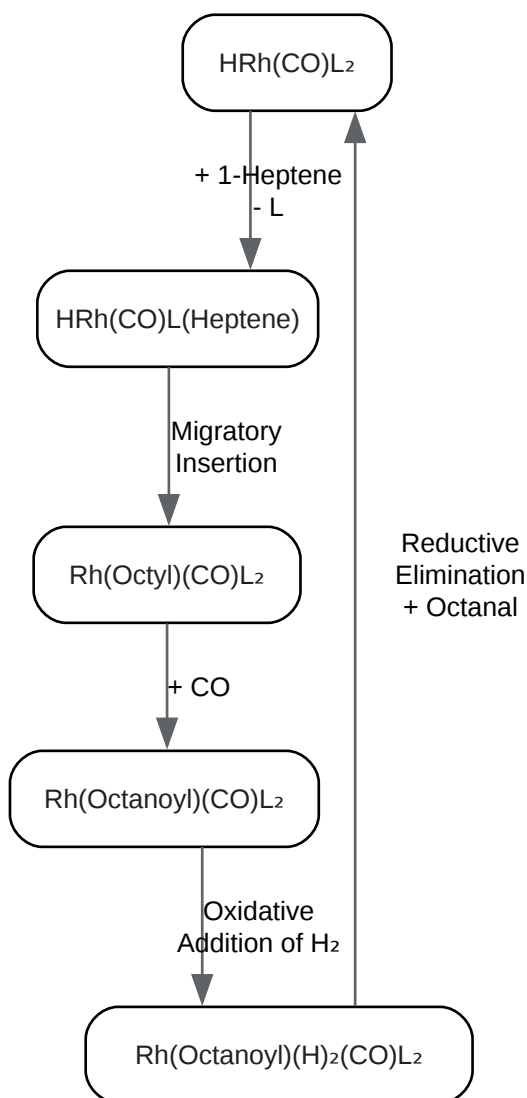 HRh(CO)L₂
+ 1-Heptene
- L
HRh(CO)L(Heptene)
Migratory
Insertion
Rh(Octyl)(CO)L₂
Reductive
Elimination
+ Octanal
+ CO
Rh(Octanoyl)(CO)L₂
Oxidative
Addition of H₂
Rh(Octanoyl)(H)₂(CO)L₂